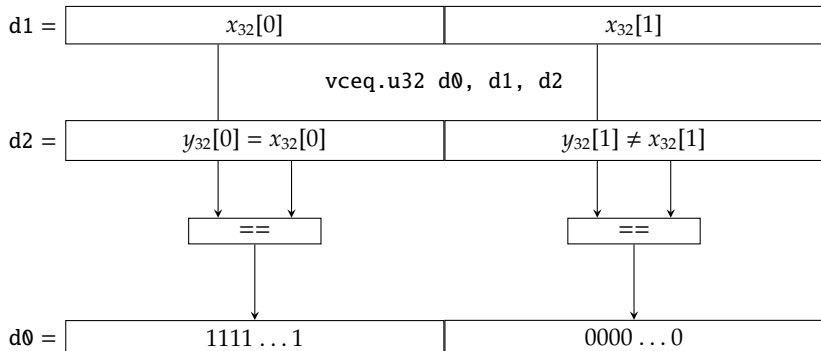 d1 = x₃₂[0] x₃₂[1]
vceq.u32 d0, d1, d2
d2 = y₃₂[0] = x₃₂[0] y₃₂[1] ≠ x₃₂[1]
== ==
d0 = 1111 … 1 0000 … 0